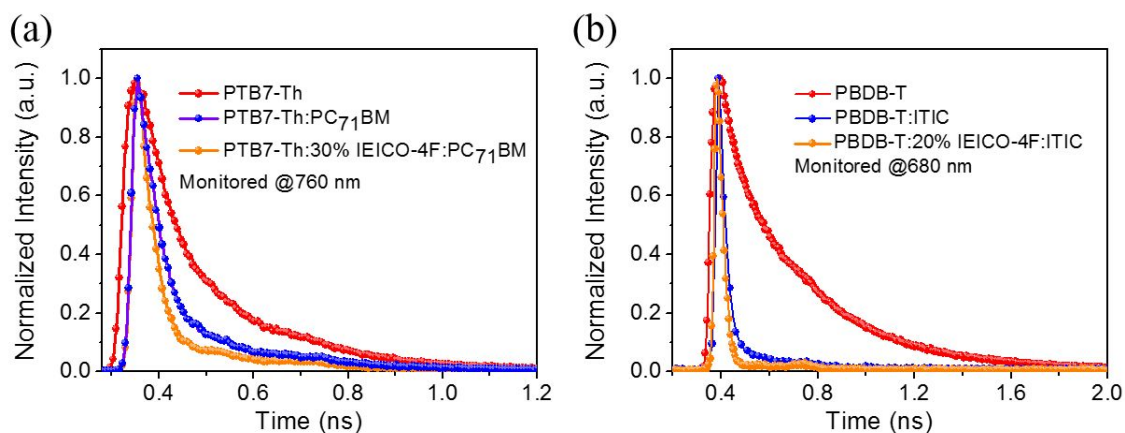 (a)
Normalized Intensity (a.u.)
1.0
0.8
0.6
0.4
0.2
0.0
PTB7-Th
PTB7-Th:PC₇₁BM
PTB7-Th:30% IEICO-4F:PC₇₁BM
Monitored @760 nm
0.4 0.6 0.8 1.0 1.2
Time (ns)
(b)
Normalized Intensity (a.u.)
1.0
0.8
0.6
0.4
0.2
0.0
PBDB-T
PBDB-T:ITIC
PBDB-T:20% IEICO-4F:ITIC
Monitored @680 nm
0.4 0.8 1.2 1.6 2.0
Time (ns)